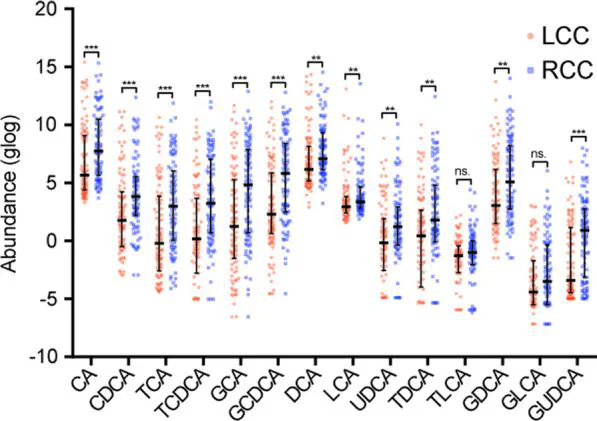 20
15
10
5
0
-5
-10
Abundance (glog)
LCC
RCC
*** *** *** *** *** *** ** ** ** ** ns. ** ns. ***
CA CDCA TCA TCDCA GCA GCDCA DCA LCA UDCA TDCA TLCA GDCA GLCA GUDCA